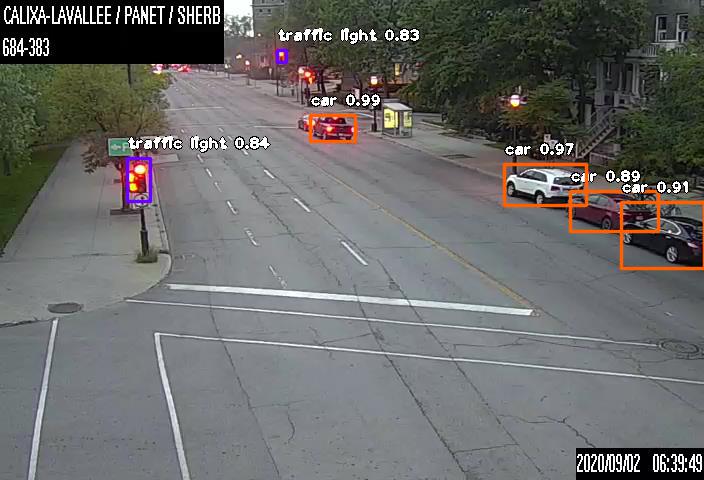 CALIXA-LAVALLEE / PANET / SHERB
684-383
traffic light 0.83
car 0.99
traffic light 0.84
car 0.97
car 0.89
car 0.91
2020/09/02 06:39:49